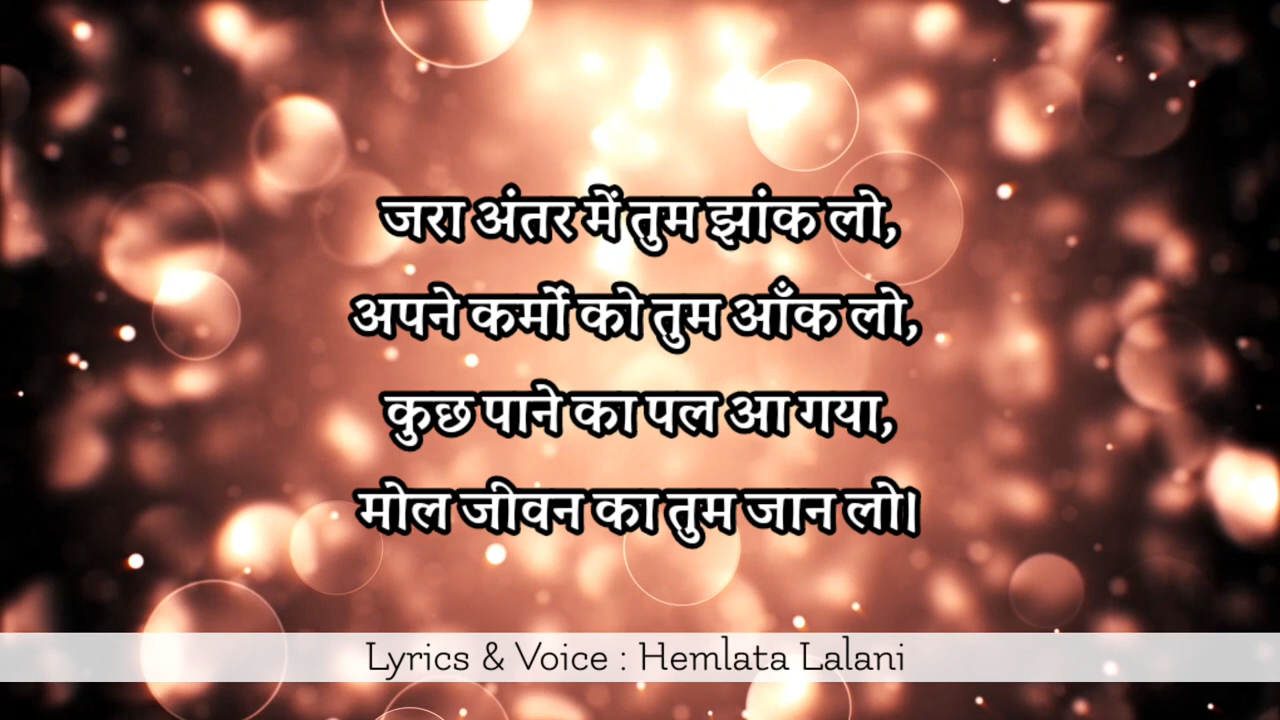 जरा अंतर में तुम झांक लो,
अपने कर्मो को तुम आँक लो,
कुछ पाने का पल आ गया,
मोल जीवन का तुम जान लो।
Lyrics & Voice : Hemlata Lalani